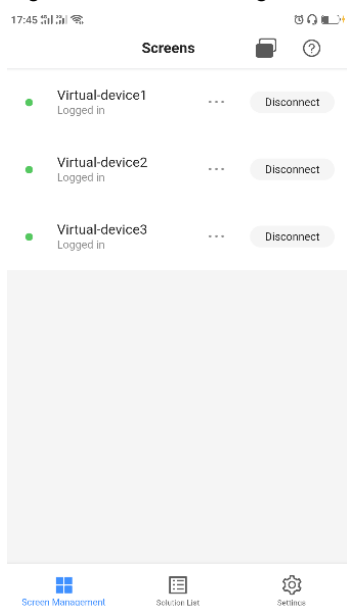 17:45
Screens
Virtual-device1
Logged in
Disconnect
Virtual-device2
Logged in
Disconnect
Virtual-device3
Logged in
Disconnect
Screen Management
Solution List
Settings